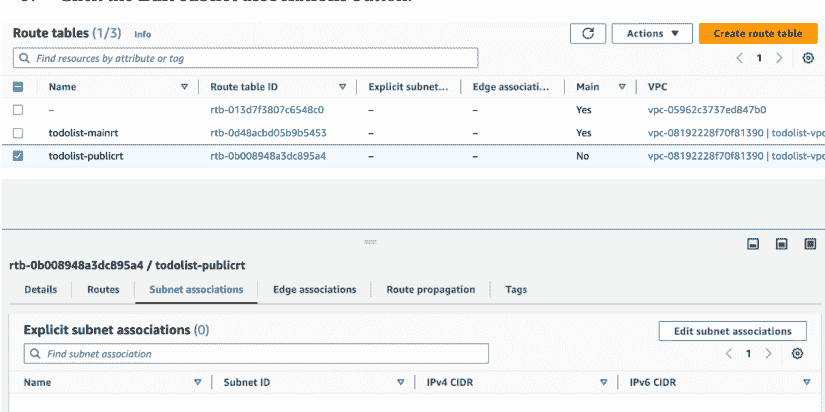 Route tables (1/3) Info Actions Create route table
Find resources by attribute or tag 1
Name Route table ID Explicit subnet... Edge associati... Main VPC
– rtb-013d7f3807c6548c0 – – Yes vpc-05962c3737ed847b0
todolist-mainrt rtb-0d48acbd05b9b5453 – – Yes vpc-08192228f70f81390 | todolist-vpc
todolist-publicrt rtb-0b008948a3dc895a4 – – No vpc-08192228f70f81390 | todolist-vpc
rtb-0b008948a3dc895a4 / todolist-publicrt
Details Routes Subnet associations Edge associations Route propagation Tags
Explicit subnet associations (0) Edit subnet associations
Find subnet association 1
Name Subnet ID IPv4 CIDR IPv6 CIDR